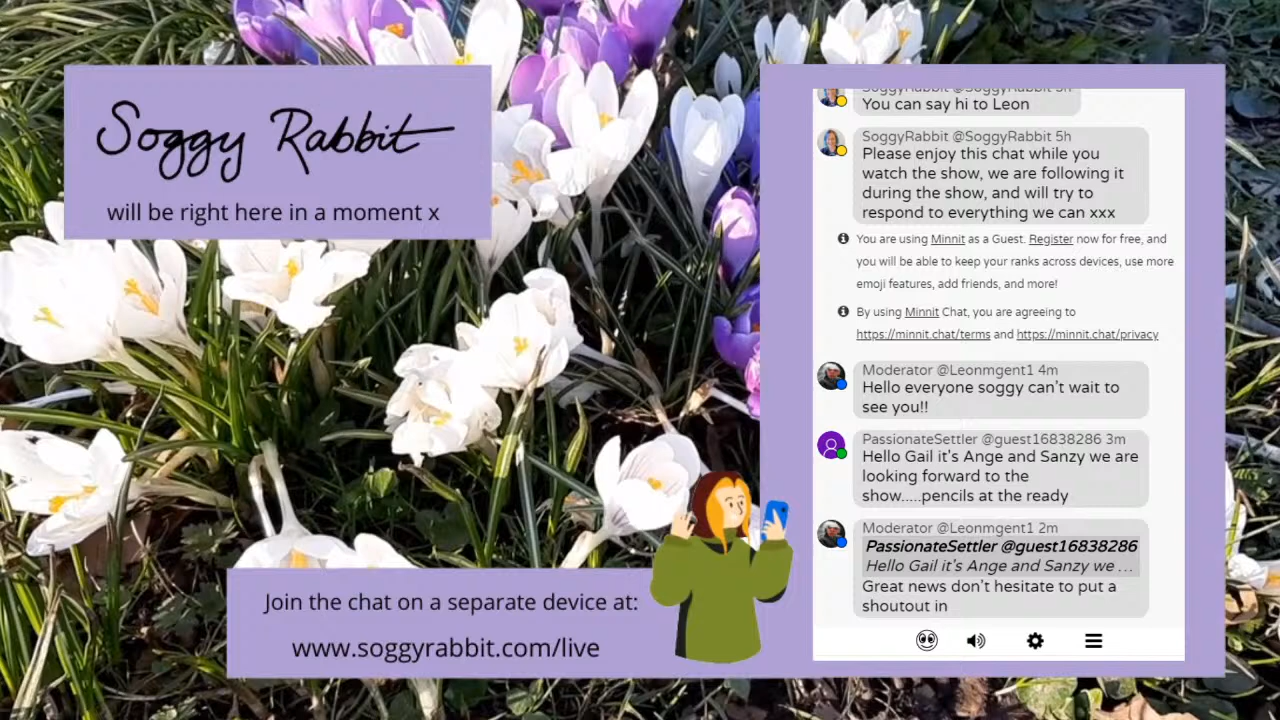 Soggy Rabbit
will be right here in a moment x
Join the chat on a separate device at:
www.soggyrabbit.com/live
SoggyRabbit @SoggyRabbit 5h
You can say hi to Leon
SoggyRabbit @SoggyRabbit 5h
Please enjoy this chat while you
watch the show, we are following it
during the show, and will try to
respond to everything we can xxx
You are using Minnit as a Guest. Register now for free, and
you will be able to keep your ranks across devices, use more
emoji features, add friends, and more!
By using Minnit Chat, you are agreeing to
https://minnit.chat/terms and https://minnit.chat/privacy
Moderator @Leonmgent1 4m
Hello everyone soggy can't wait to
see you!!
PassionateSettler @guest16838286 3m
Hello Gail it's Ange and Sanzy we are
looking forward to the
show.....pencils at the ready
Moderator @Leonmgent1 2m
PassionateSettler @guest16838286
Hello Gail it's Ange and Sanzy we ...
Great news don't hesitate to put a
shoutout in